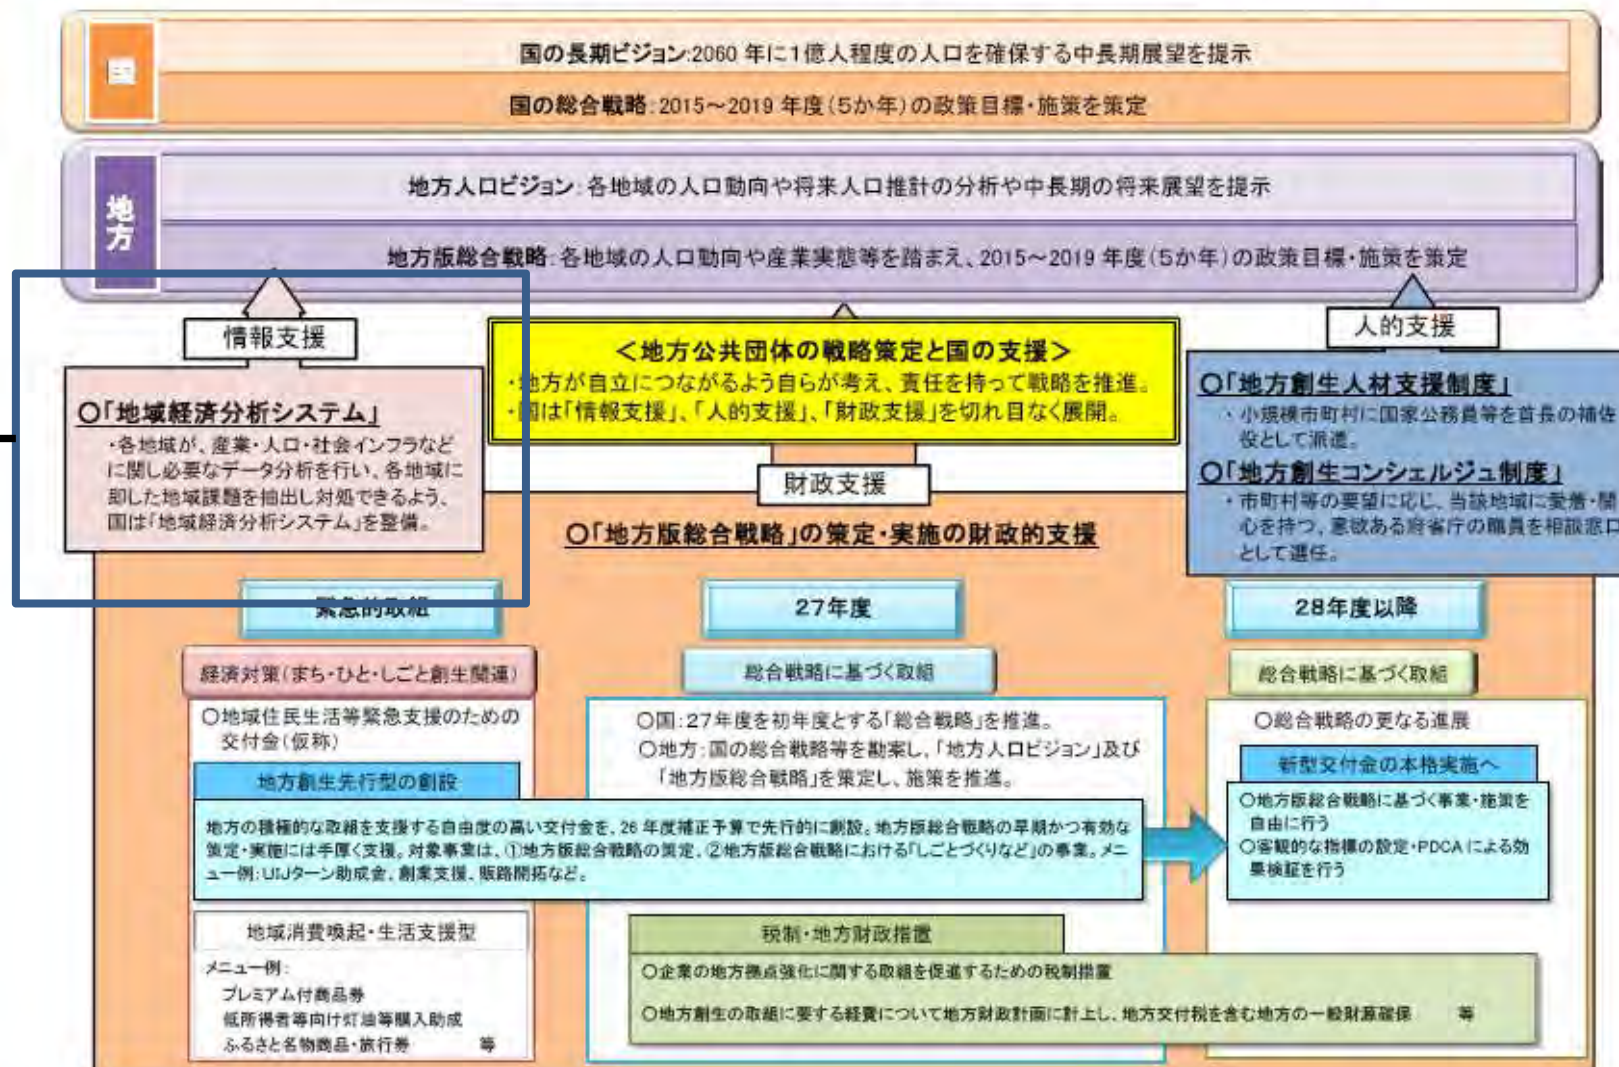 国
国の長期ビジョン:2060 年に1億人程度の人口を確保する中長期展望を提示
国の総合戦略:2015～2019 年度(5か年)の政策目標・施策を策定
地方
地方人口ビジョン:各地域の人口動向や将来人口推計の分析や中長期の将来展望を提示
地方版総合戦略:各地域の人口動向や産業実態等を踏まえ、2015～2019 年度(5か年)の政策目標・施策を策定
情報支援
○「地域経済分析システム」
・各地域が、産業・人口・社会インフラなど
に関し必要なデータ分析を行い、各地域に
即した地域課題を抽出し対処できるよう、
国は「地域経済分析システム」を整備。
＜地方公共団体の戦略策定と国の支援＞
・地方が自立につながるよう自らが考え、責任を持って戦略を推進。
・国は「情報支援」、「人的支援」、「財政支援」を切れ目なく展開。
人的支援
○「地方創生人材支援制度」
・小規模市町村に国家公務員等を首長の補佐
役として派遣。
○「地方創生コンシェルジュ制度」
・市町村等の要望に応じ、当該地域に愛着・関
心を持つ、意欲ある府省庁の職員を相談窓口
として選任。
財政支援
○「地方版総合戦略」の策定・実施の財政的支援
緊急的取組
経済対策(まち・ひと・しごと創生関連)
○地域住民生活等緊急支援のための
交付金(仮称)
地方創生先行型の創設
地方の積極的な取組を支援する自由度の高い交付金を、26 年度補正予算で先行的に創設。地方版総合戦略の早期かつ有効な
策定・実施には手厚く支援。対象事業は、①地方版総合戦略の策定、②地方版総合戦略における「しごとづくりなど」の事業。メニ
ュー例:UIJターン助成金、創業支援、販路開拓など。
地域消費喚起・生活支援型
メニュー例:
プレミアム付商品券
低所得者等向け灯油等購入助成
ふるさと名物商品・旅行券 等
27年度
総合戦略に基づく取組
○国:27年度を初年度とする「総合戦略」を推進。
○地方:国の総合戦略等を勘案し、「地方人口ビジョン」及び
「地方版総合戦略」を策定し、施策を推進。
税制・地方財政措置
○企業の地方拠点強化に関する取組を促進するための税制措置
○地方創生の取組に要する経費について地方財政計画に計上し、地方交付税を含む地方の一般財源確保 等
28年度以降
総合戦略に基づく取組
○総合戦略の更なる進展
新型交付金の本格実施へ
○地方版総合戦略に基づく事業・施策を
自由に行う
○客観的な指標の設定・PDCAによる効
果検証を行う